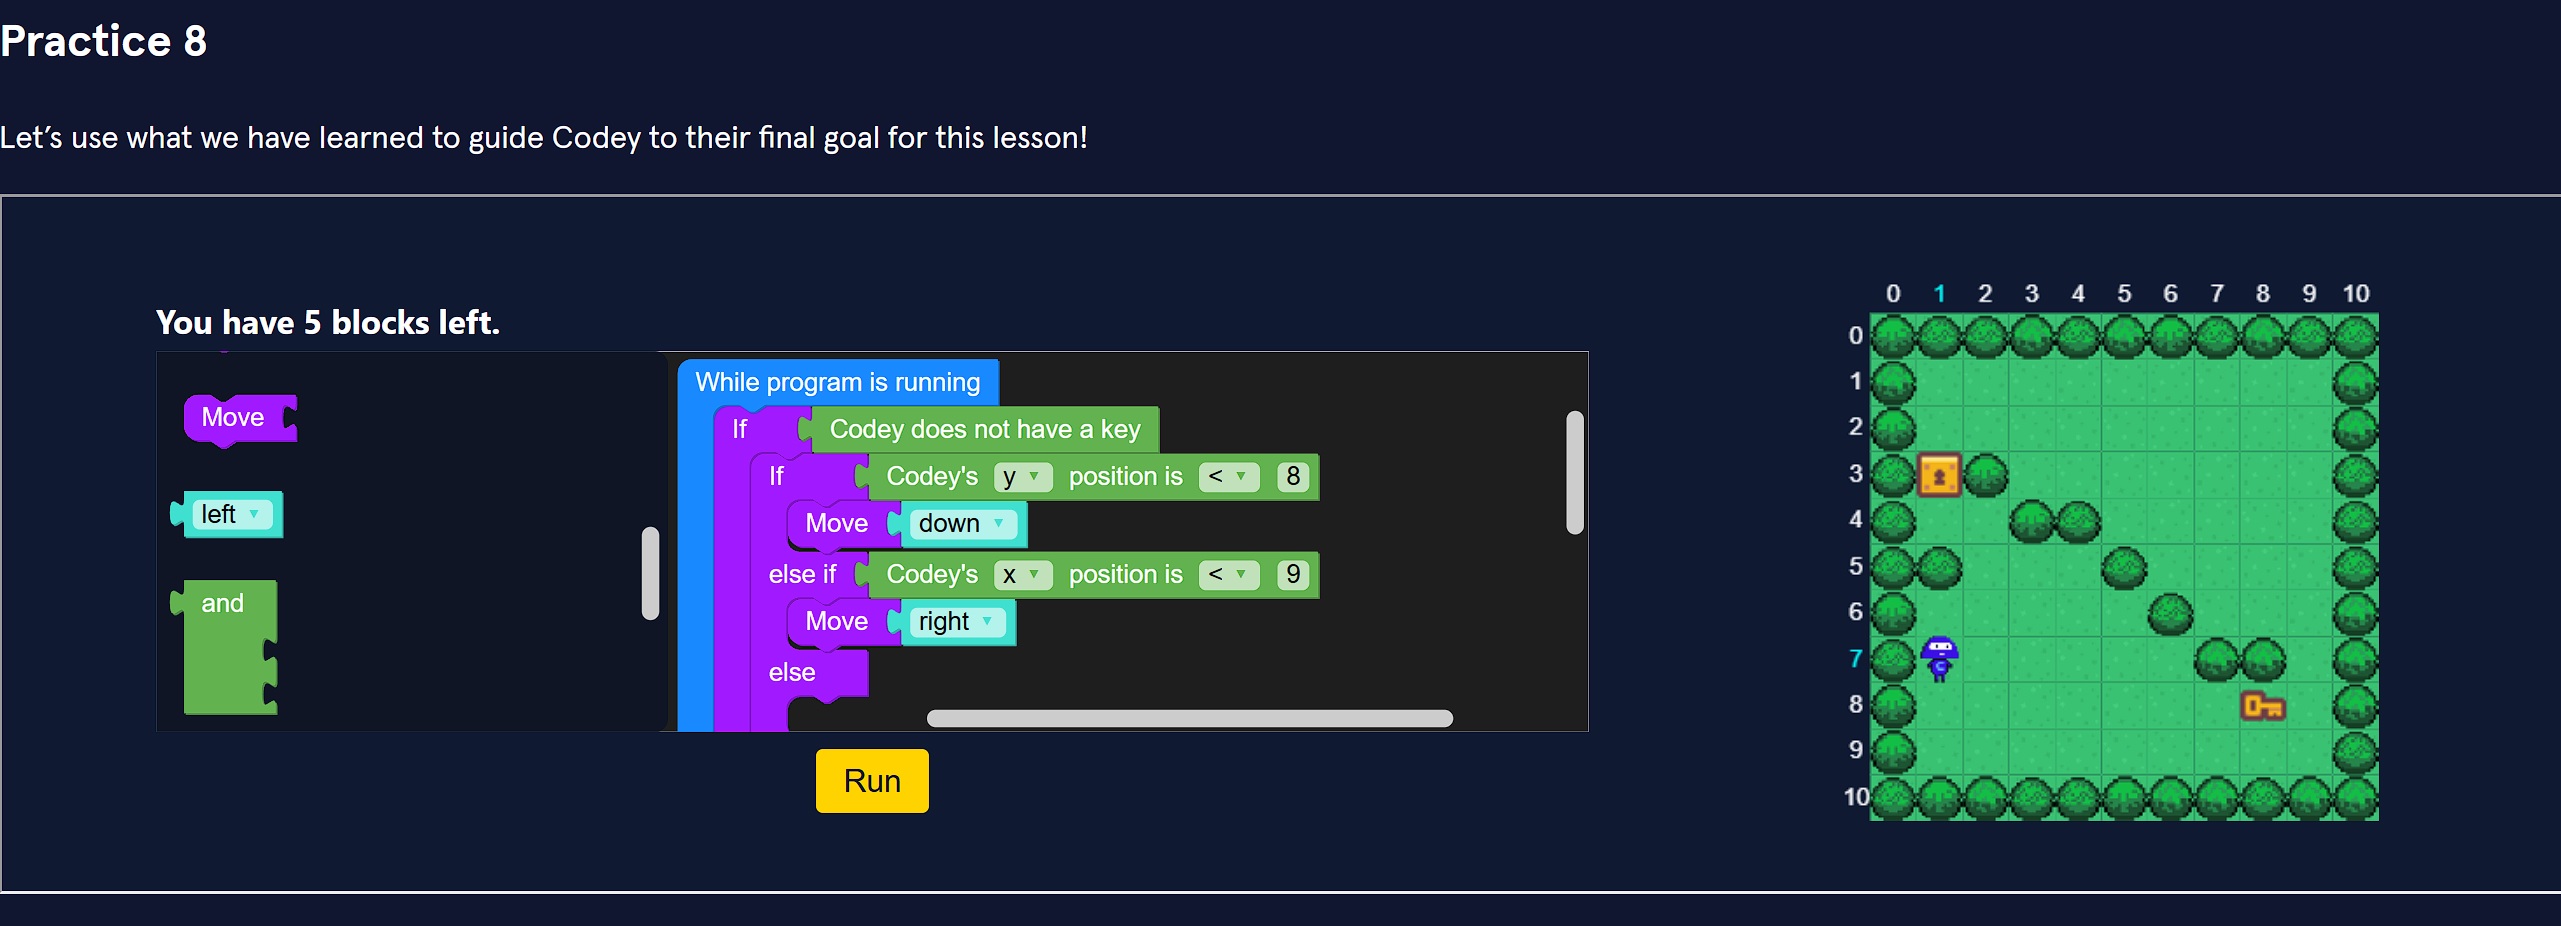 Practice 8
Let's use what we have learned to guide Codey to their final goal for this lesson!
You have 5 blocks left.
Move
left
and
While program is running
If Codey does not have a key
If Codey's y position is < 8
Move down
else if Codey's x position is < 9
Move right
else
Run
0 1 2 3 4 5 6 7 8 9 10
0
1
2
3
4
5
6
7
8
9
10